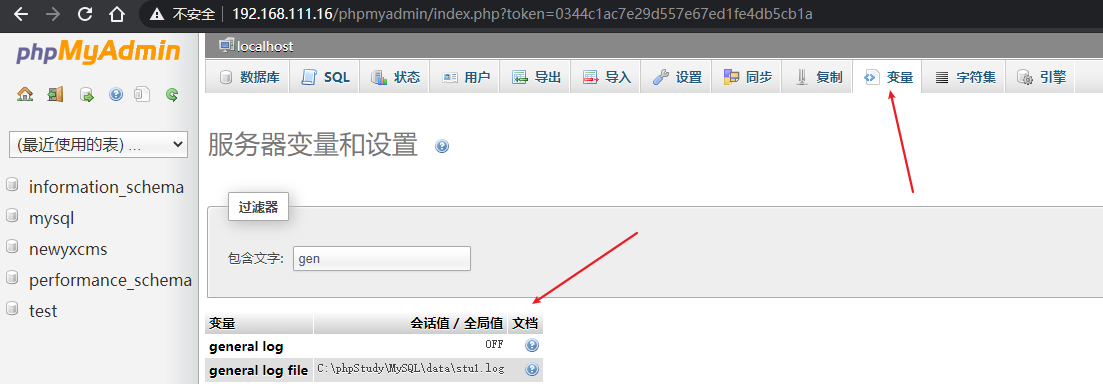 不安全 192.168.111.16/phpmyadmin/index.php?token=0344c1ac7e29d557e67ed1fe4db5cb1a
phpMyAdmin
localhost
数据库 SQL 状态 用户 导出 导入 设置 同步 复制 变量 字符集 引擎
(最近使用的表) ...
information_schema
mysql
newyxcms
performance_schema
test
服务器变量和设置
过滤器
包含文字: gen
变量 会话值 / 全局值 文档
general log OFF
general log file C:\phpStudy\MySQL\data\stu1.log